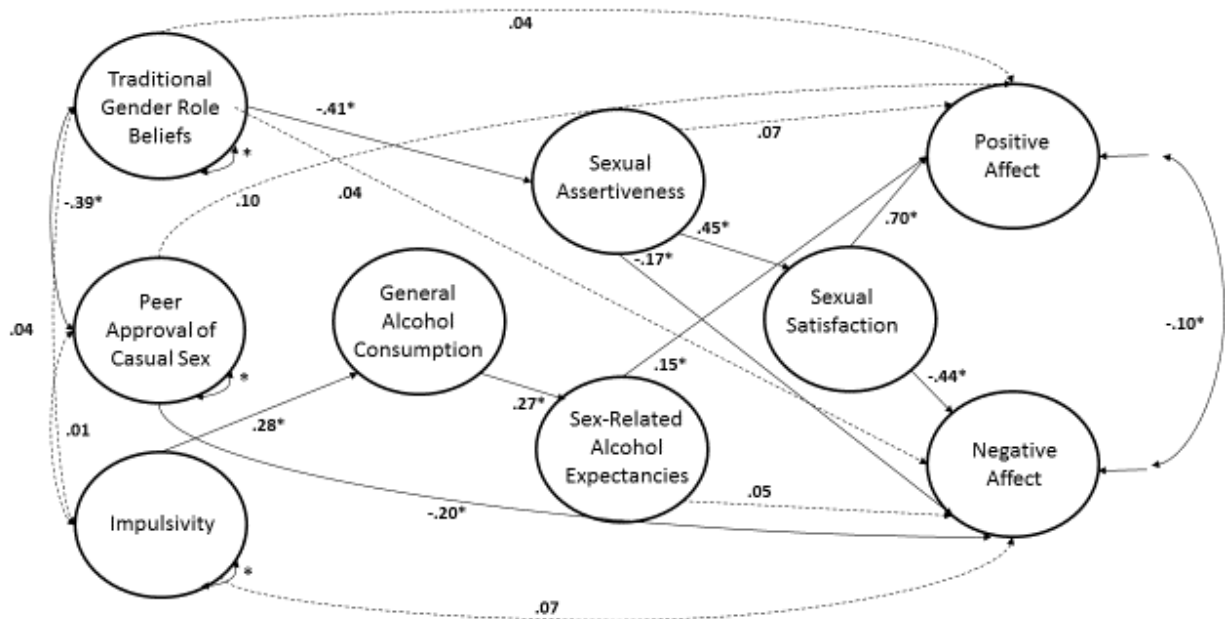 .04
Traditional
Gender Role
Beliefs
*
-.41*
.07
Sexual
Assertiveness
Positive
Affect
-.39*
.10
.04
.45*
.70*
-.17*
Peer
Approval of
Casual Sex
*
General
Alcohol
Consumption
Sexual
Satisfaction
.04
-.10*
.15*
-.44*
.27*
.28*
.01
Sex-Related
Alcohol
Expectancies
Negative
Affect
.05
-.20*
Impulsivity
*
.07